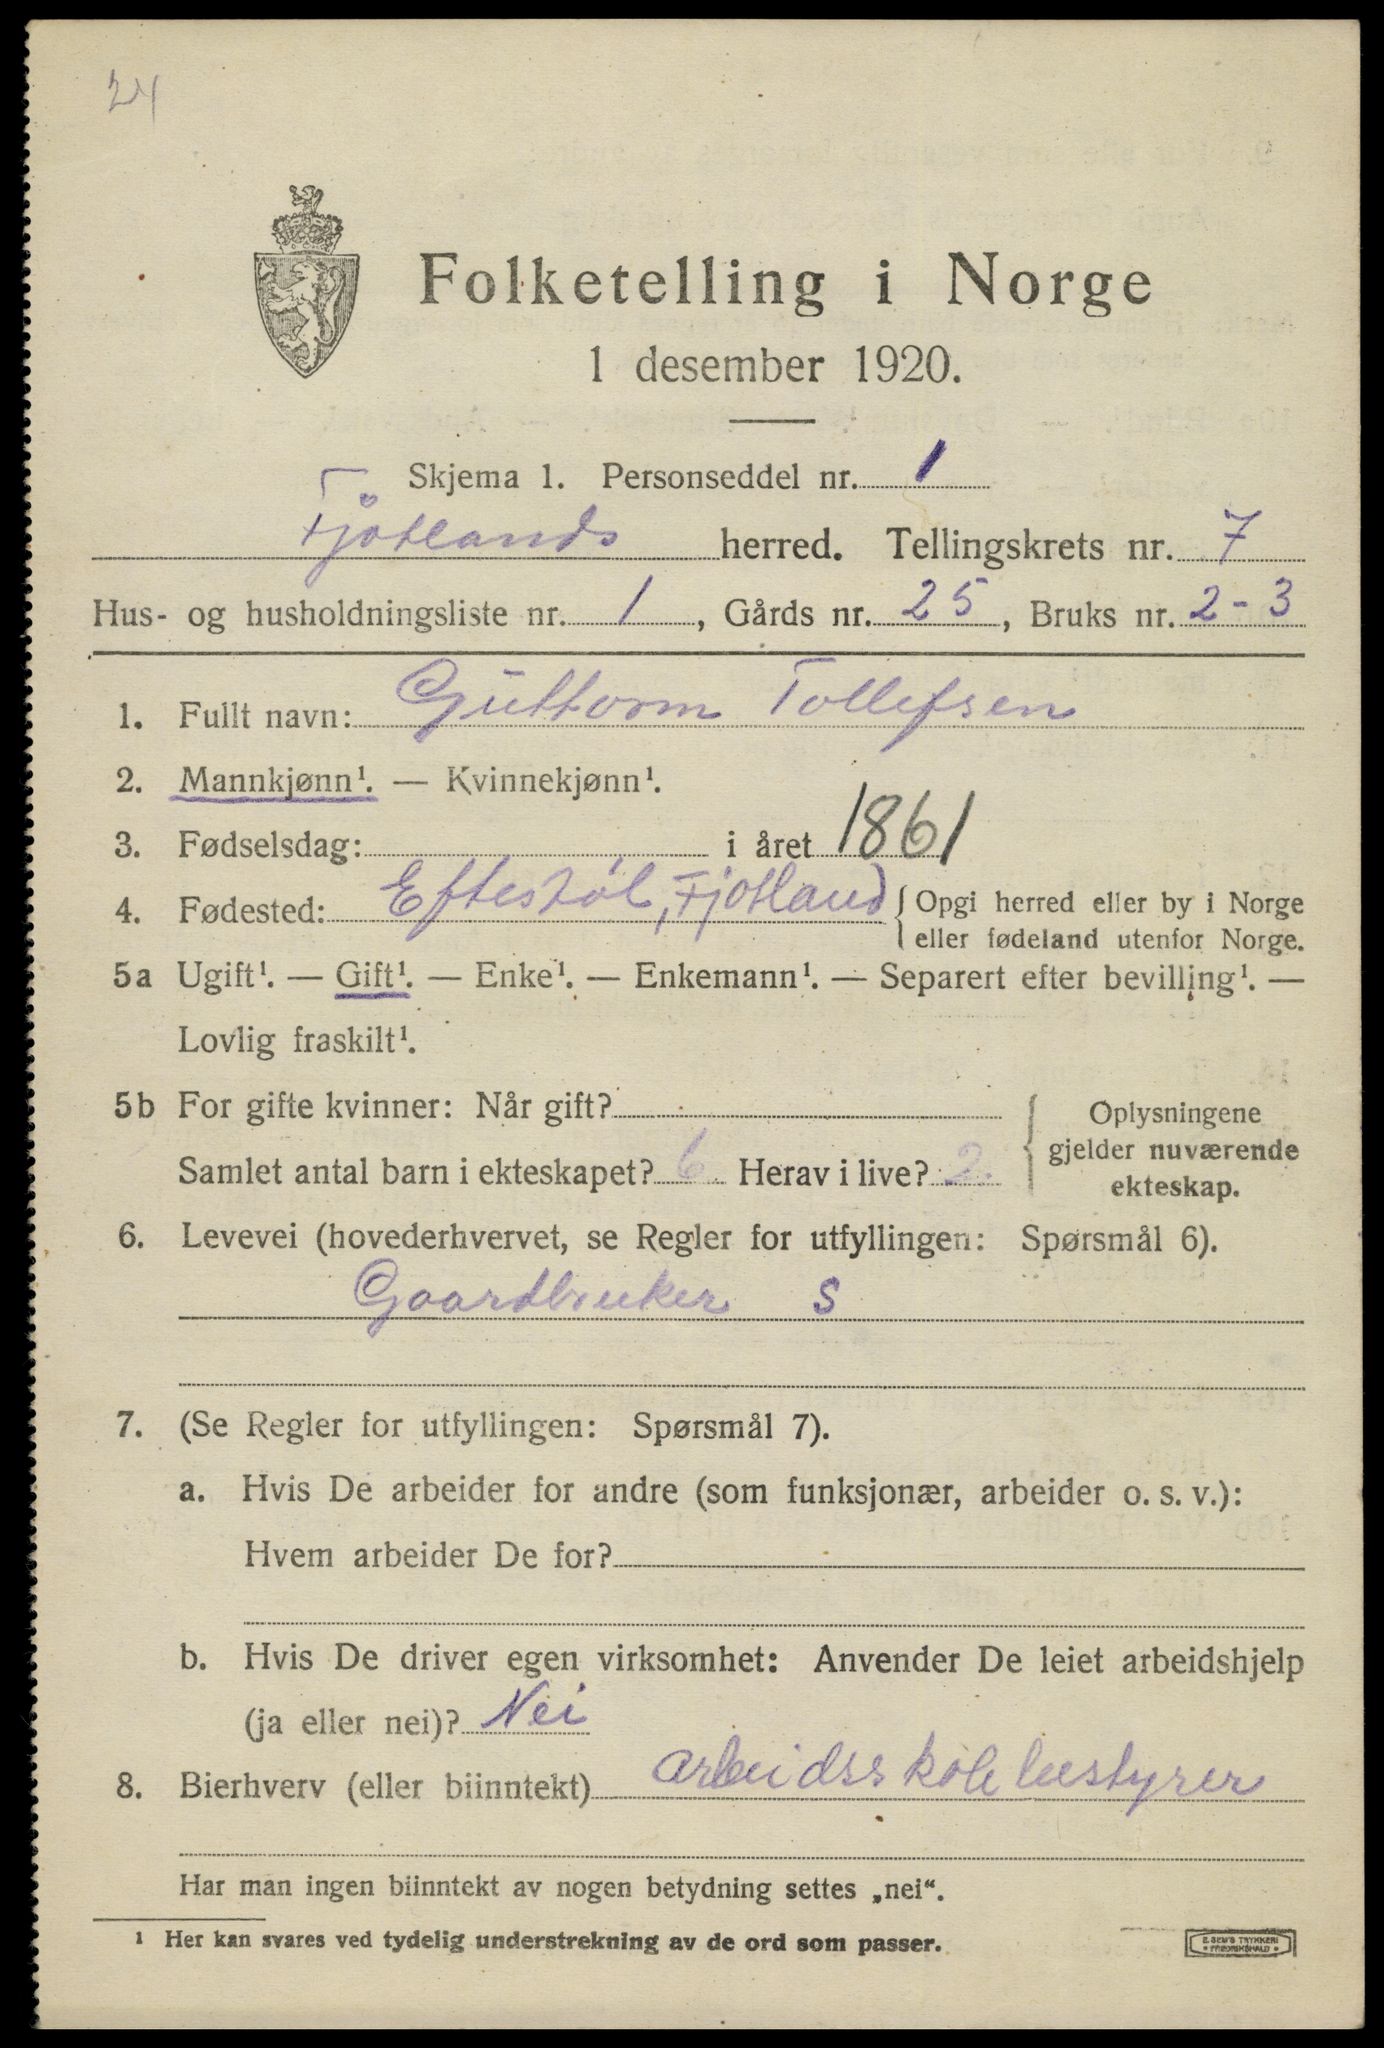 24
Folketelling i Norge
1 desember 1920.
Skjema 1. Personseddel nr. 1
Fjötlands herred. Tellingskrets nr. 7
Hus- og husholdningsliste nr. 1, Gårds nr. 25, Bruks nr. 2-3
1. Fullt navn: Guttorm Tollefsen
2. Mannkjønn¹. — Kvinnekjønn¹.
3. Fødselsdag: i året 1861
4. Fødested: Eftestöl, Fjotland { Opgi herred eller by i Norge
eller fødeland utenfor Norge.
5a Ugift¹. — Gift¹. — Enke¹. — Enkemann¹. — Separert efter bevilling¹. —
Lovlig fraskilt¹.
5b For gifte kvinner: Når gift?
Samlet antal barn i ekteskapet? 6. Herav i live? 2.
Oplysningene
gjelder nuværende
ekteskap.
6. Levevei (hovederhvervet, se Regler for utfyllingen: Spørsmål 6).
Gaardbruker S
7. (Se Regler for utfyllingen: Spørsmål 7).
a. Hvis De arbeider for andre (som funksjonær, arbeider o. s. v.):
Hvem arbeider De for?
b. Hvis De driver egen virksomhet: Anvender De leiet arbeidshjelp
(ja eller nei)? Nei
8. Bierhverv (eller biinntekt) arbeidsskolebestyrer
Har man ingen biinntekt av nogen betydning settes „nei“.
¹ Her kan svares ved tydelig understrekning av de ord som passer.
E. SEM'S TRYKKERI
• FREDRIKSHALD •